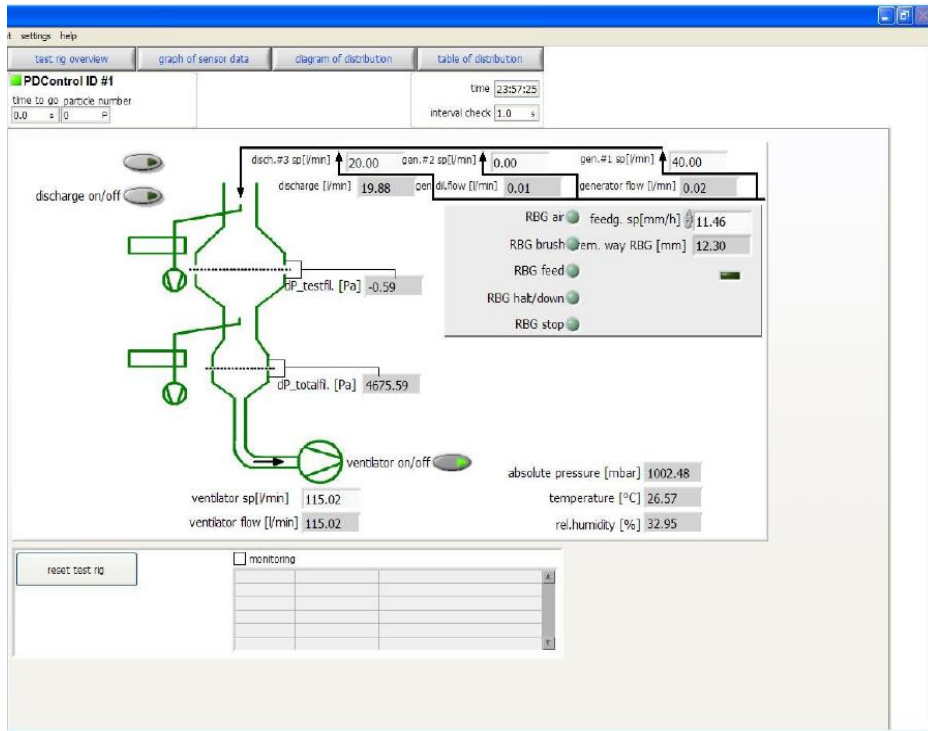 settings help
test rig overview graph of sensor data diagram of distribution table of distribution
PDControl ID #1
time to go particle number
0.0 s 0 P
time 23:57:25
interval check 1.0 s
disch.#3 sp[l/min] 20.00 gen.#2 sp[l/min] 0.00 gen.#1 sp[l/min] 40.00
discharge on/off
discharge [l/min] 19.88 gen.dil.flow [l/min] 0.01 generator flow [l/min] 0.02
RBG air feedg. sp[mm/h] 11.46
RBG brush rem. way RBG [mm] 12.30
RBG feed
dP_testfil. [Pa] -0.59
RBG halt/down
RBG stop
dP_totalfil. [Pa] 4675.59
ventilator on/off
absolute pressure [mbar] 1002.48
ventilator sp[l/min] 115.02
temperature [°C] 26.57
ventilator flow [l/min] 115.02
rel.humidity [%] 32.95
monitoring
reset test rig